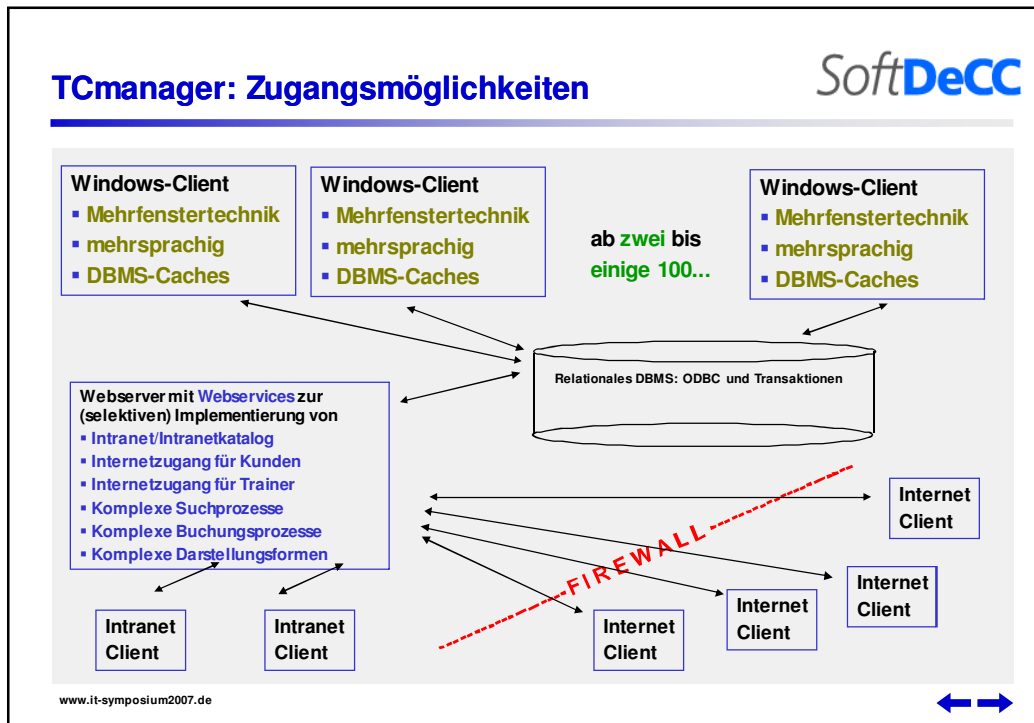 TCmanager: Zugangsmöglichkeiten
SoftDeCC
Windows-Client
▪ Mehrfenstertechnik
▪ mehrsprachig
▪ DBMS-Caches
Windows-Client
▪ Mehrfenstertechnik
▪ mehrsprachig
▪ DBMS-Caches
ab zwei bis
einige 100...
Windows-Client
▪ Mehrfenstertechnik
▪ mehrsprachig
▪ DBMS-Caches
Relationales DBMS: ODBC und Transaktionen
Webserver mit Webservices zur
(selektiven) Implementierung von
▪ Intranet/Intranetkatalog
▪ Internetzugang für Kunden
▪ Internetzugang für Trainer
▪ Komplexe Suchprozesse
▪ Komplexe Buchungsprozesse
▪ Komplexe Darstellungsformen
FIREWALL
Internet
Client
Internet
Client
Internet
Client
Internet
Client
Intranet
Client
Intranet
Client
www.it-symposium2007.de